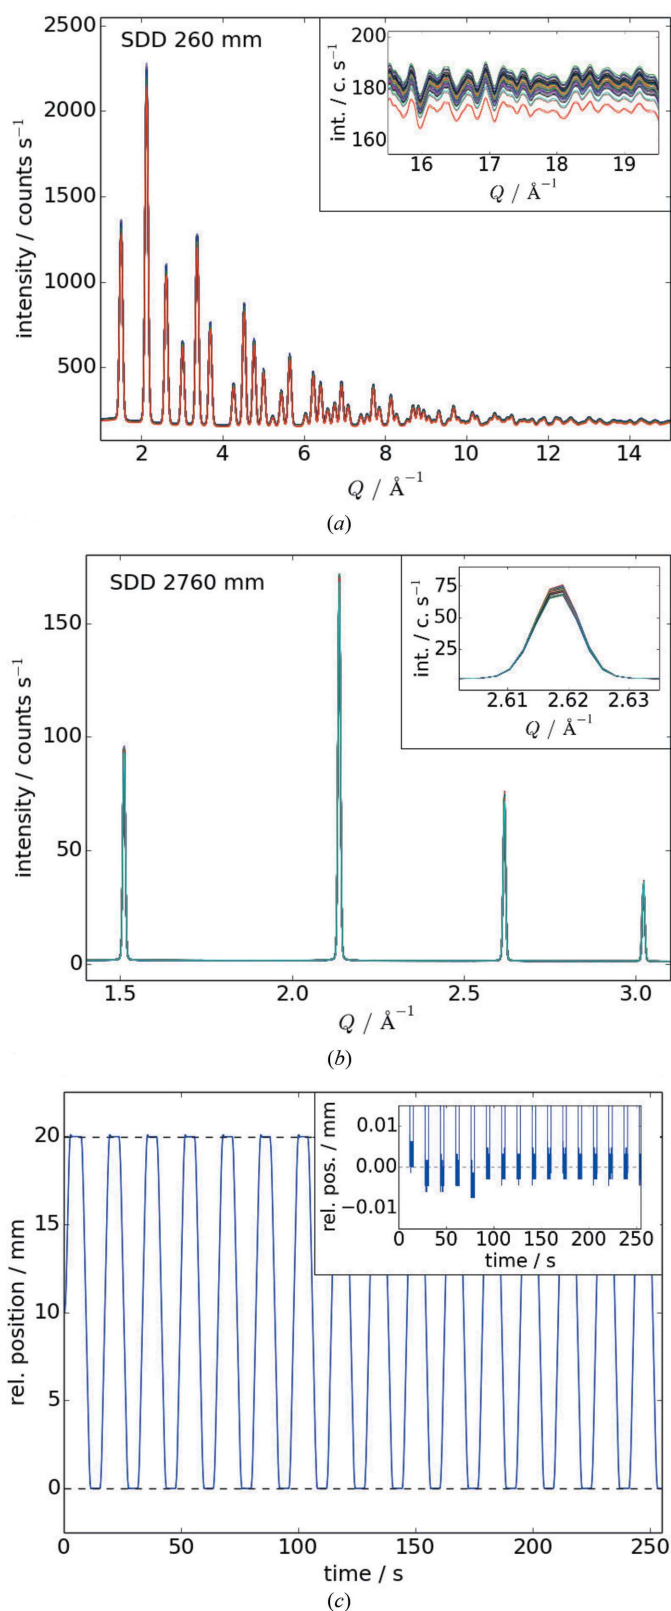 SDD 260 mm
intensity / counts s⁻¹
2500
2000
1500
1000
500
2 4 6 8 10 12 14
Q / Å⁻¹
int. / c. s⁻¹
200
180
160
16 17 18 19
Q / Å⁻¹
(a)
SDD 2760 mm
intensity / counts s⁻¹
150
100
50
0
1.5 2.0 2.5 3.0
Q / Å⁻¹
int. / c. s⁻¹
75
50
25
2.61 2.62 2.63
Q / Å⁻¹
(b)
rel. position / mm
20
15
10
5
0
0 50 100 150 200 250
time / s
rel. pos. / mm
0.01
0.00
−0.01
0 50 100 150 200 250
time / s
(c)